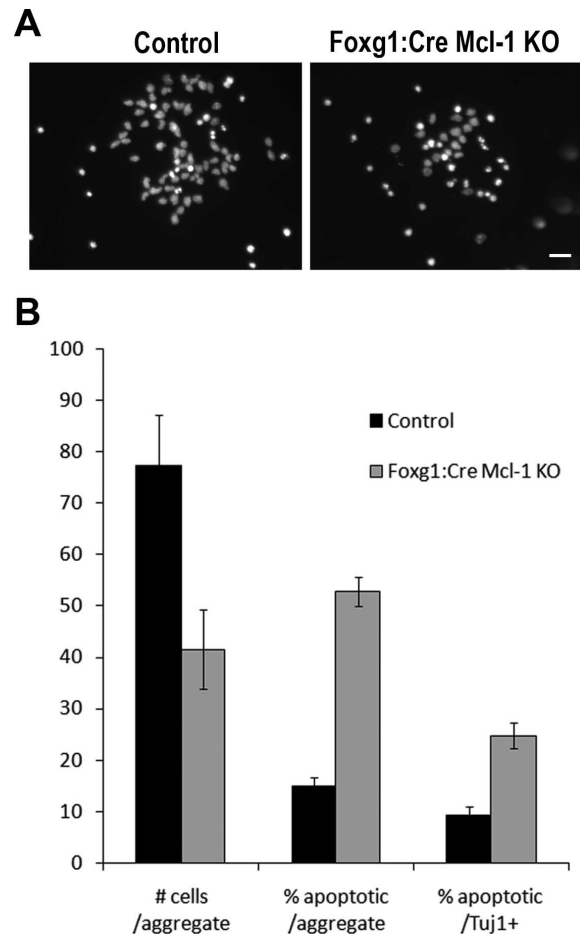 A
Control
Foxg1:Cre Mcl-1 KO
B
100
90
80
70
60
50
40
30
20
10
0
Control
Foxg1:Cre Mcl-1 KO
# cells
/aggregate
% apoptotic
/aggregate
% apoptotic
/Tuj1+